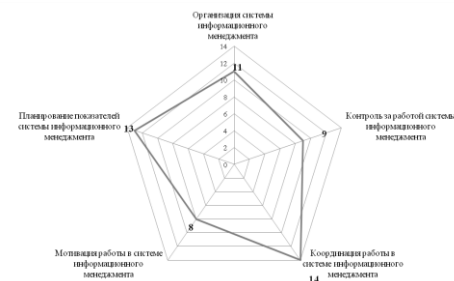 Организация системы
информационного
менеджмента
14
12
11
10
8
6
4
2
0
Планирование показателей
системы информационного
менеджмента
13
Контроль за работой системы
информационного
менеджмента
9
8
Мотивация работы в системе
информационного
менеджмента
Координация работы в
системе информационного
менеджмента
14